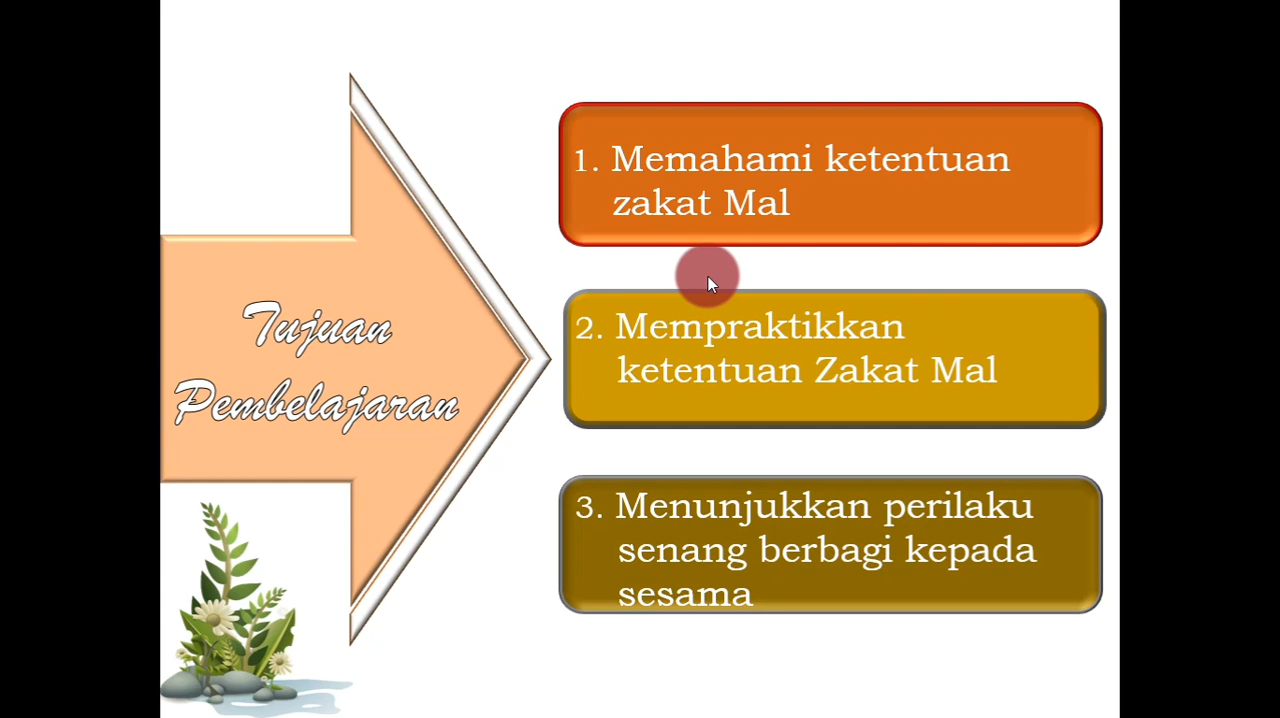 Tujuan
Pembelajaran
1. Memahami ketentuan
zakat Mal
2. Mempraktikkan
ketentuan Zakat Mal
3. Menunjukkan perilaku
senang berbagi kepada
sesama